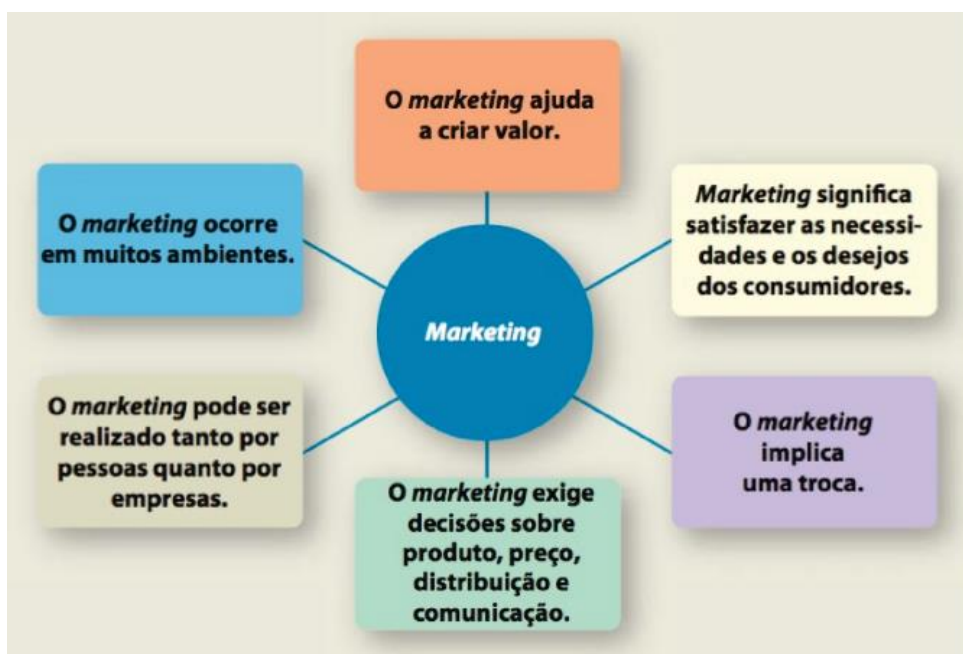 O marketing ajuda
a criar valor.
O marketing ocorre
em muitos ambientes.
Marketing significa
satisfazer as necessi-
dades e os desejos
dos consumidores.
Marketing
O marketing pode ser
realizado tanto por
pessoas quanto por
empresas.
O marketing
implica
uma troca.
O marketing exige
decisões sobre
produto, preço,
distribuição e
comunicação.